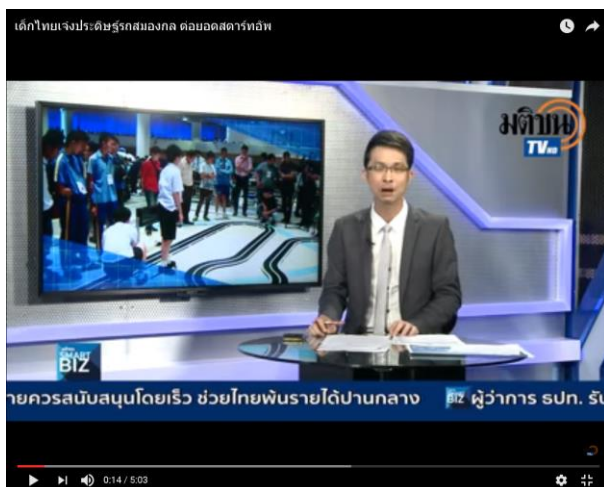 เด็กไทยเจ๋งประดิษฐ์รถสมองกล ต่อยอดสตาร์ทอัพ
มติชน
TV HD
SMART
BIZ
ายควรสนับสนุนโดยเร็ว ช่วยไทยพ้นรายได้ปานกลาง BIZ ผู้ว่าการ ธปท. รับ
0:14 / 5:03